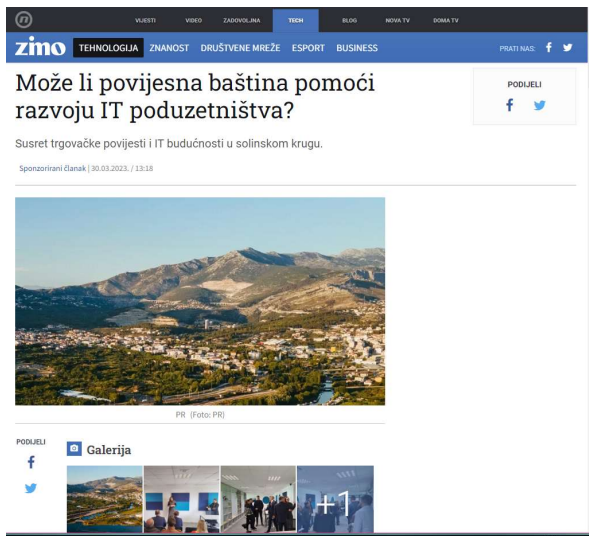 VIJESTI VIDEO ZADOVOLJNA TECH BLOG NOVA TV DOMA TV
zimo TEHNOLOGIJA ZNANOST DRUŠTVENE MREŽE ESPORT BUSINESS PRATI NAS:
Može li povijesna baština pomoći
razvoju IT poduzetništva?
PODIJELI
Susret trgovačke povijesti i IT budućnosti u solinskom krugu.
Sponzorirani članak | 30.03.2023. / 13:18
PR (Foto: PR)
PODIJELI
Galerija
+1